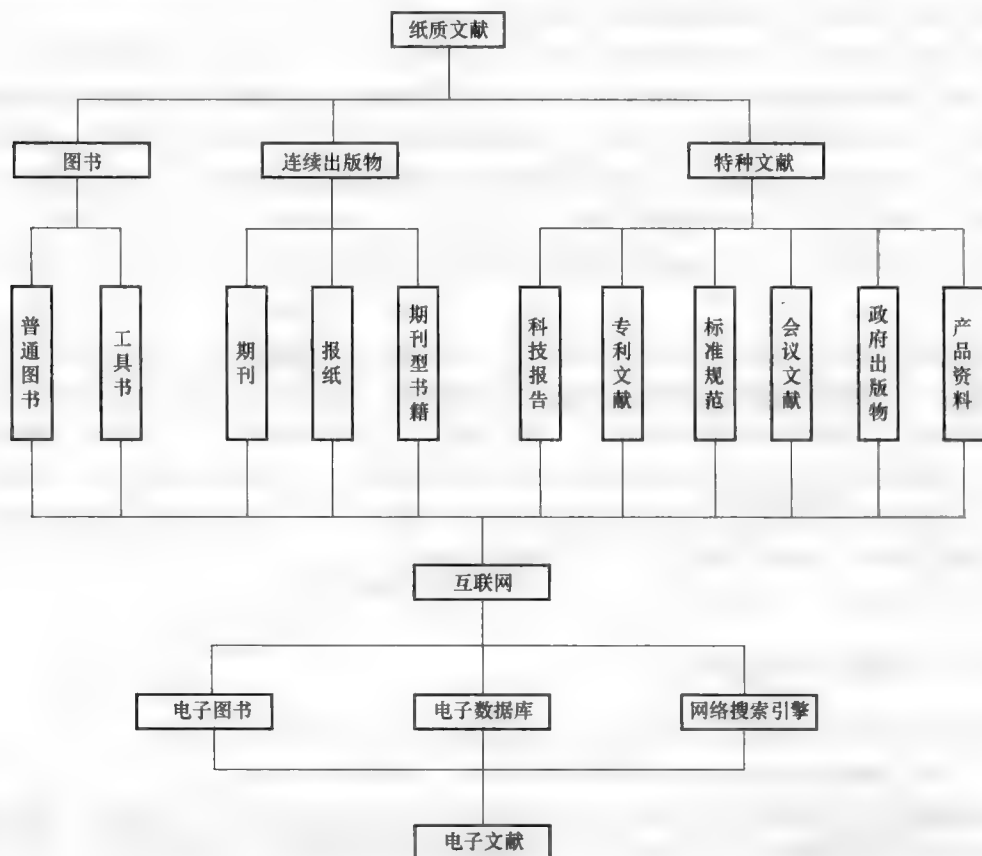 纸质文献
图书
连续出版物
特种文献
普通图书
工具书
期刊
报纸
期刊型书籍
科技报告
专利文献
标准规范
会议文献
政府出版物
产品资料
互联网
电子图书
电子数据库
网络搜索引擎
电子文献